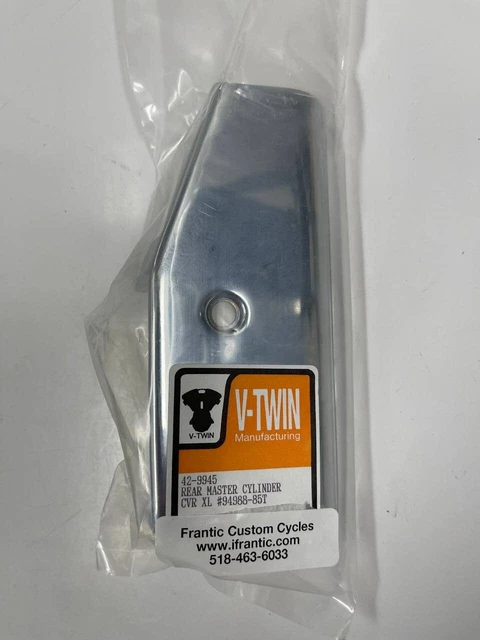 V-TWIN
V-TWIN
Manufacturing
42-9945
REAR MASTER CYLINDER
CVR XL #94988-85T
Frantic Custom Cycles
www.ifrantic.com
518-463-6033